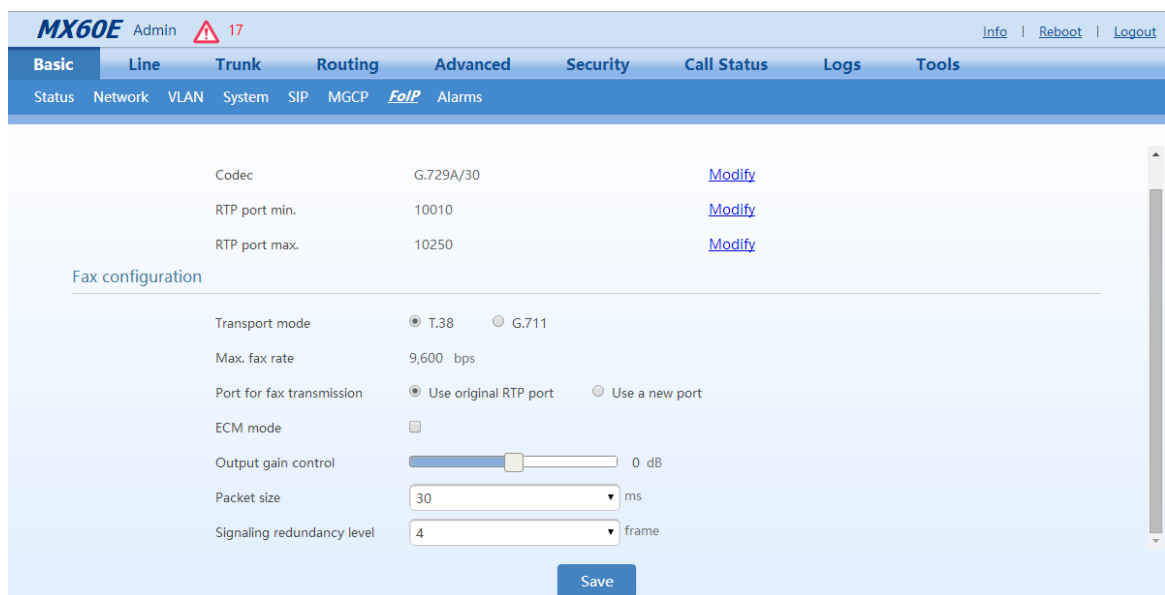 MX60E Admin 17 Info | Reboot | Logout
Basic Line Trunk Routing Advanced Security Call Status Logs Tools
Status Network VLAN System SIP MGCP FoIP Alarms
Codec G.729A/30 Modify
RTP port min. 10010 Modify
RTP port max. 10250 Modify
Fax configuration
Transport mode T.38 G.711
Max. fax rate 9,600 bps
Port for fax transmission Use original RTP port Use a new port
ECM mode
Output gain control 0 dB
Packet size 30 ms
Signaling redundancy level 4 frame
Save